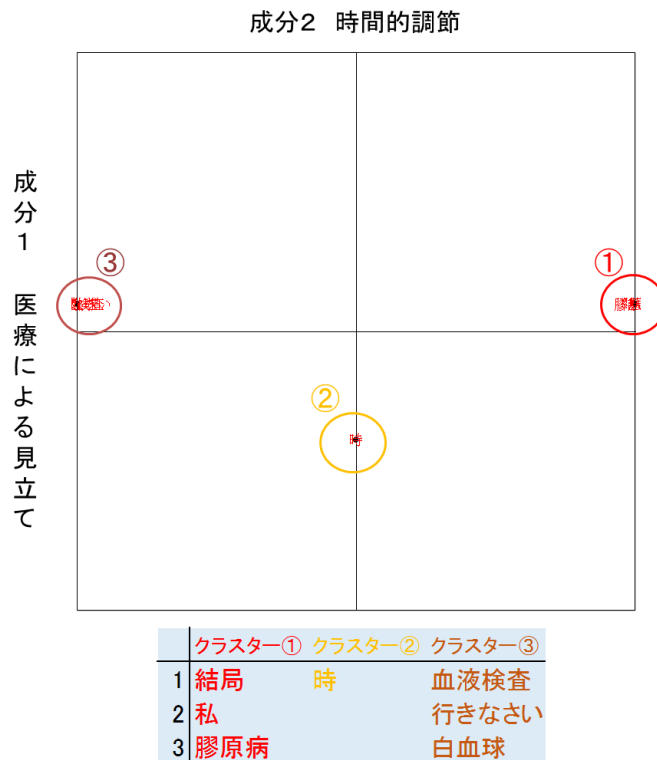 成分2 時間的調節
成分1 医療による見立て
③
①
②
時
クラスター① クラスター② クラスター③
1 結局 時 血液検査
2 私 行きなさい
3 膠原病 白血球